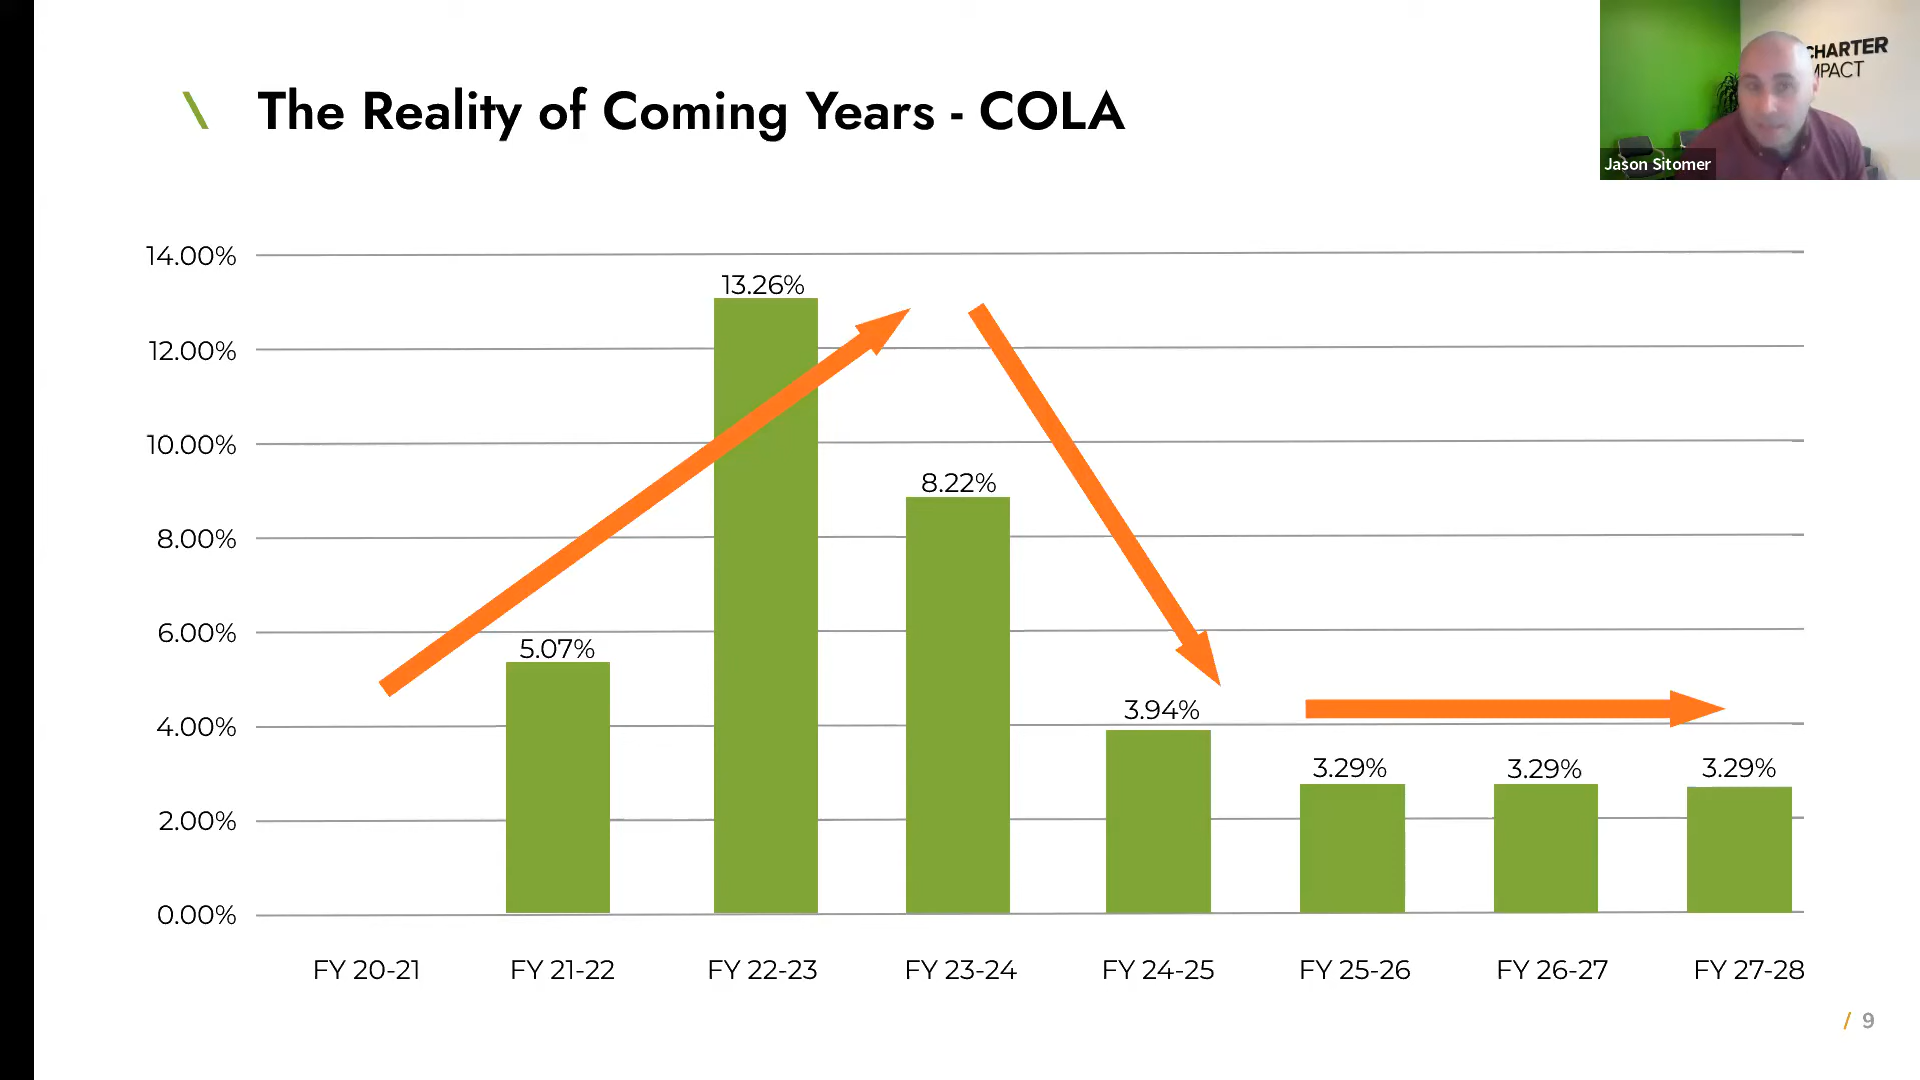 The Reality of Coming Years - COLA
CHARTER
IMPACT
Jason Sitomer
14.00%
12.00%
10.00%
8.00%
6.00%
4.00%
2.00%
0.00%
5.07%
13.26%
8.22%
3.94%
3.29%
3.29%
3.29%
FY 20-21
FY 21-22
FY 22-23
FY 23-24
FY 24-25
FY 25-26
FY 26-27
FY 27-28
/ 9